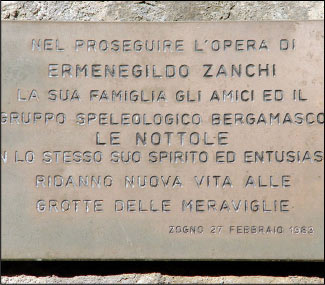 NEL PROSEGUIRE L'OPERA DI
ERMENEGILDO ZANCHI
LA SUA FAMIGLIA GLI AMICI ED IL
GRUPPO SPELEOLOGICO BERGAMASCO
LE NOTTOLE
N LO STESSO SUO SPIRITO ED ENTUSIAS
RIDANNO NUOVA VITA ALLE
GROTTE DELLE MERAVIGLIE
ZOGNO 27 FEBBRAIO 1983